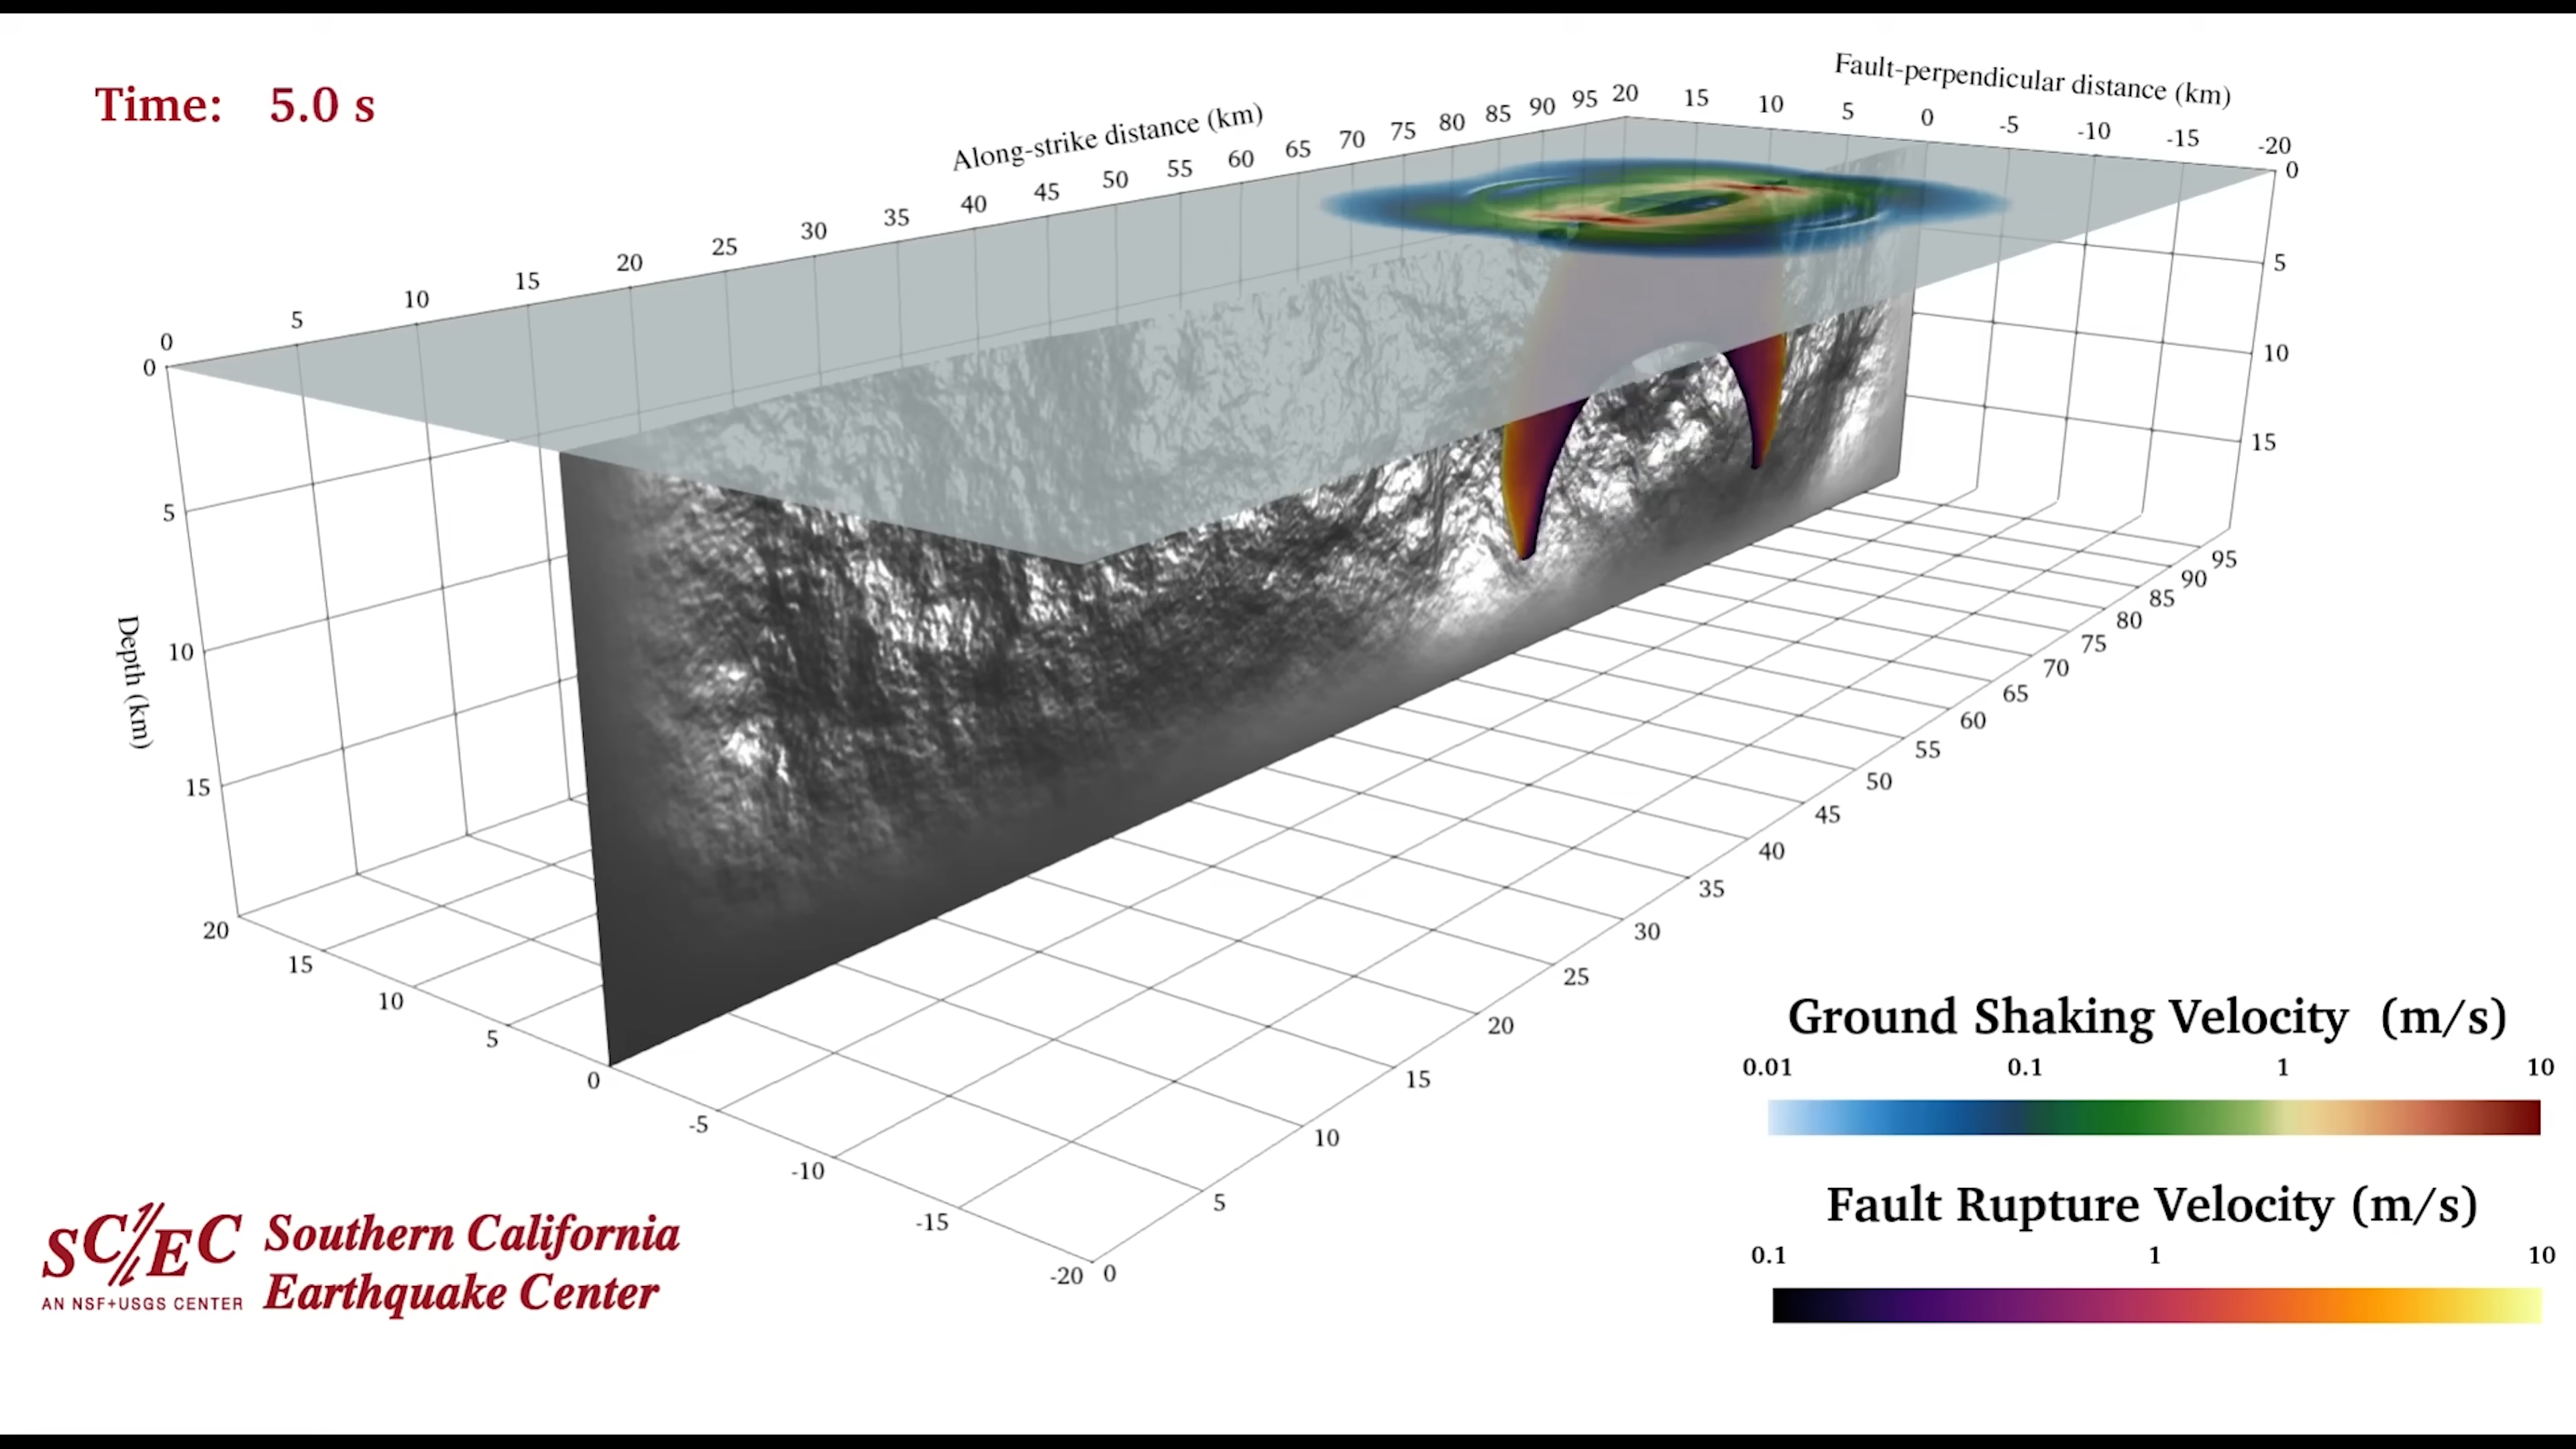 Time: 5.0 s
Along-strike distance (km)
0 5 10 15 20 25 30 35 40 45 50 55 60 65 70 75 80 85 90 95
Fault-perpendicular distance (km)
20 15 10 5 0 -5 -10 -15 -20
0 5 10 15
Depth (km)
0 5 10 15
20 15 10 5 0 -5 -10 -15 -20
0 5 10 15 20 25 30 35 40 45 50 55 60 65 70 75 80 85 90 95
Ground Shaking Velocity (m/s)
0.01 0.1 1 10
Fault Rupture Velocity (m/s)
0.1 1 10
SC//EC
AN NSF+USGS CENTER
Southern California
Earthquake Center